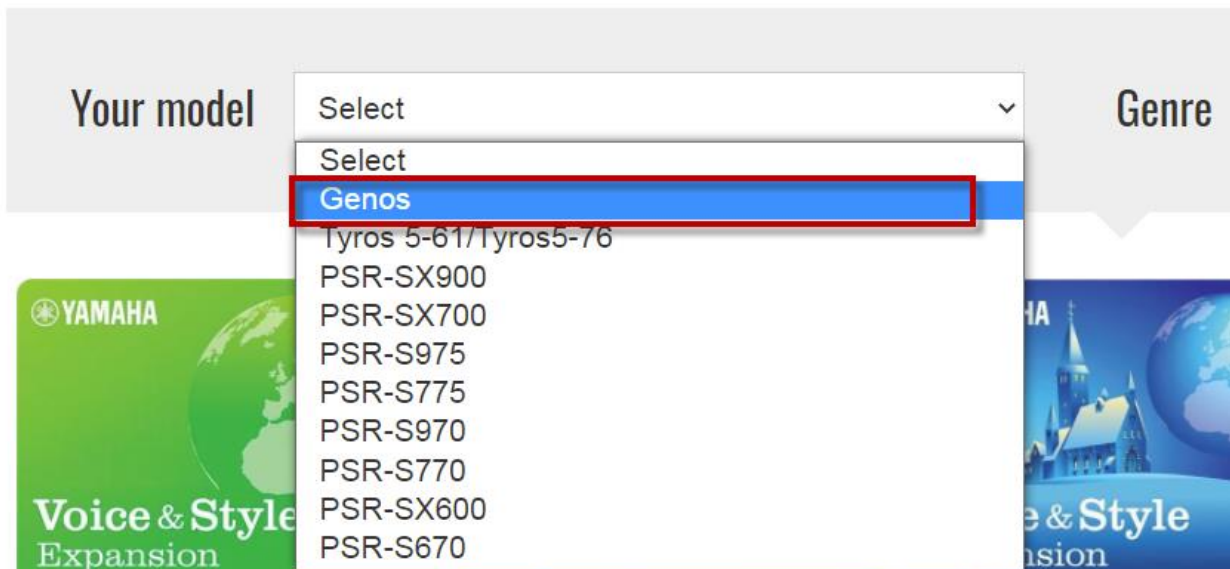 Your model
Select
Genre
Select
Genos
Tyros 5-61/Tyros5-76
PSR-SX900
PSR-SX700
PSR-S975
PSR-S775
PSR-S970
PSR-S770
PSR-SX600
PSR-S670
YAMAHA
Voice & Style
Expansion
HA
e & Style
nsion